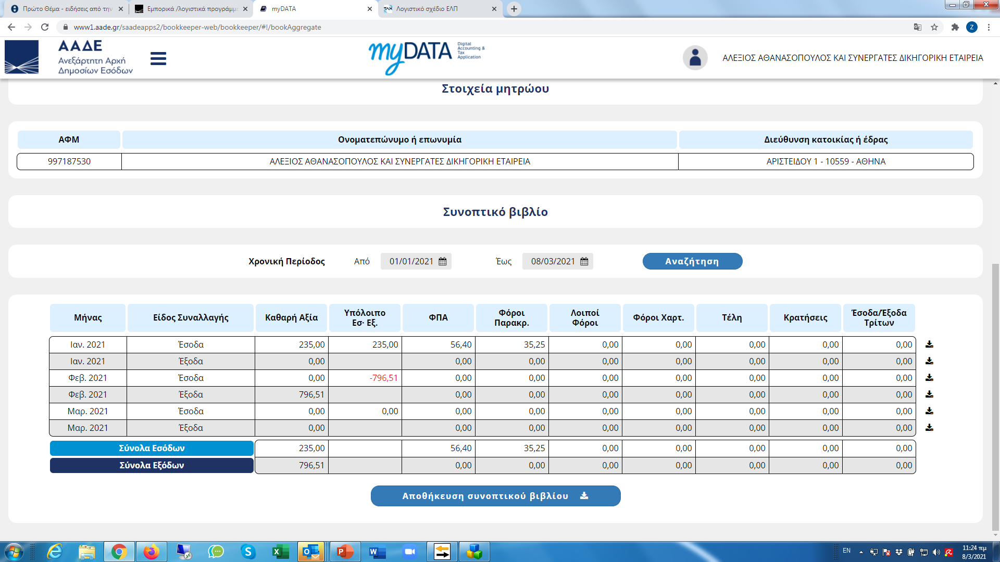 Πρώτο Θέμα - ειδήσεις από την
Εμπορικά /λογιστικά προγράμμα
myDATA
Λογιστικό σχέδιο ΕΛΠ
www1.aade.gr/saadeapps2/bookkeeper-web/bookkeeper/#!/bookAggregate
Z
ΑΑΔΕ
Ανεξάρτητη Αρχή
Δημοσίων Εσόδων
myDATA Digital Accounting & Tax Application
ΑΛΕΞΙΟΣ ΑΘΑΝΑΣΟΠΟΥΛΟΣ ΚΑΙ ΣΥΝΕΡΓΑΤΕΣ ΔΙΚΗΓΟΡΙΚΗ ΕΤΑΙΡΕΙΑ
Στοιχεία μητρώου
ΑΦΜ Ονοματεπώνυμο ή επωνυμία Διεύθυνση κατοικίας ή έδρας
997187530 ΑΛΕΞΙΟΣ ΑΘΑΝΑΣΟΠΟΥΛΟΣ ΚΑΙ ΣΥΝΕΡΓΑΤΕΣ ΔΙΚΗΓΟΡΙΚΗ ΕΤΑΙΡΕΙΑ ΑΡΙΣΤΕΙΔΟΥ 1 - 10559 - ΑΘΗΝΑ
Συνοπτικό βιβλίο
Χρονική Περίοδος Από 01/01/2021 Έως 08/03/2021 Αναζήτηση
Μήνας Είδος Συναλλαγής Καθαρή Αξία Υπόλοιπο Εσ· Εξ. ΦΠΑ Φόροι Παρακρ. Λοιποί Φόροι Φόροι Χαρτ. Τέλη Κρατήσεις Έσοδα/Έξοδα Τρίτων
Ιαν. 2021 Έσοδα 235,00 235,00 56,40 35,25 0,00 0,00 0,00 0,00 0,00
Ιαν. 2021 Έξοδα 0,00 0,00 0,00 0,00 0,00 0,00 0,00 0,00
Φεβ. 2021 Έσοδα 0,00 -796,51 0,00 0,00 0,00 0,00 0,00 0,00 0,00
Φεβ. 2021 Έξοδα 796,51 0,00 0,00 0,00 0,00 0,00 0,00 0,00
Μαρ. 2021 Έσοδα 0,00 0,00 0,00 0,00 0,00 0,00 0,00 0,00 0,00
Μαρ. 2021 Έξοδα 0,00 0,00 0,00 0,00 0,00 0,00 0,00 0,00
Σύνολα Εσόδων 235,00 56,40 35,25 0,00 0,00 0,00 0,00 0,00
Σύνολα Εξόδων 796,51 0,00 0,00 0,00 0,00 0,00 0,00 0,00
Αποθήκευση συνοπτικού βιβλίου
EN
11:24 πμ
8/3/2021